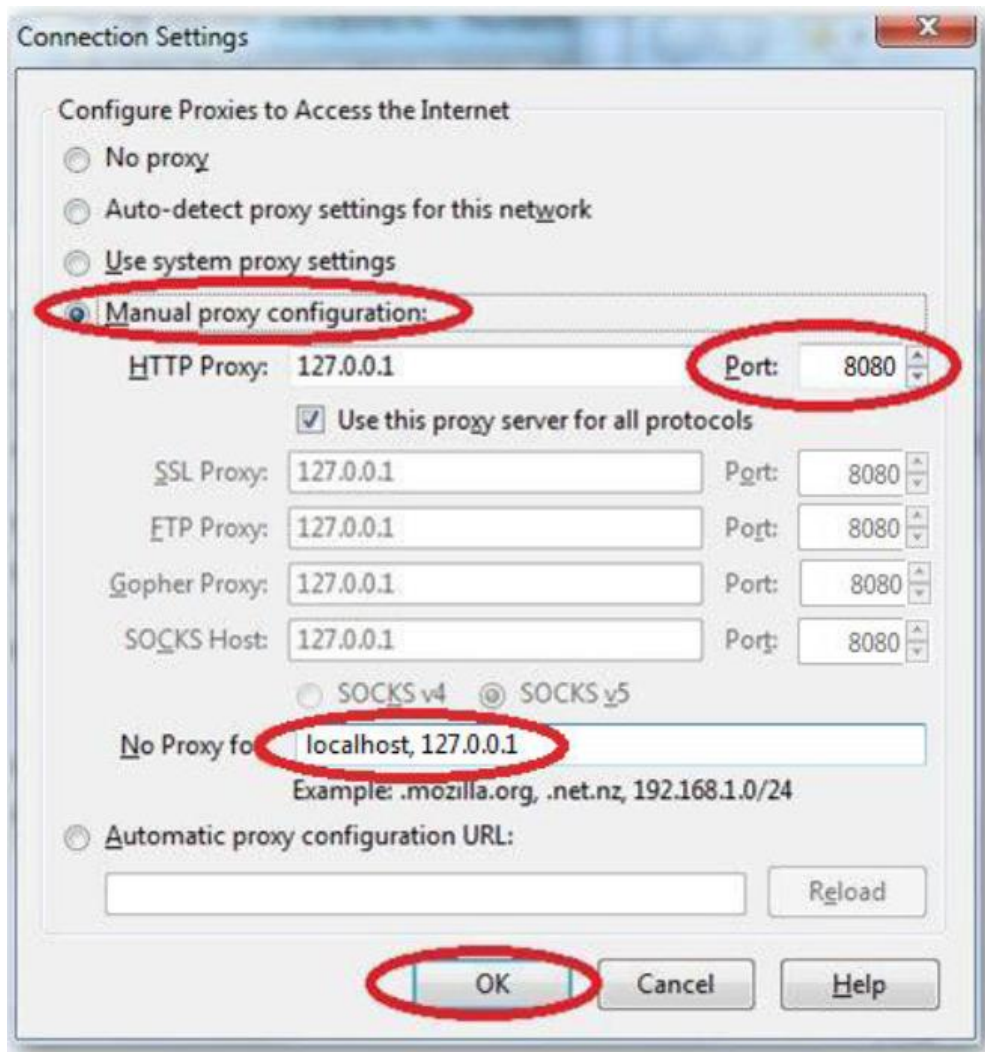 Connection Settings
Configure Proxies to Access the Internet
No proxy
Auto-detect proxy settings for this network
Use system proxy settings
Manual proxy configuration:
HTTP Proxy: 127.0.0.1 Port: 8080
Use this proxy server for all protocols
SSL Proxy: 127.0.0.1 Port: 8080
FTP Proxy: 127.0.0.1 Port: 8080
Gopher Proxy: 127.0.0.1 Port: 8080
SOCKS Host: 127.0.0.1 Port: 8080
SOCKS v4 SOCKS v5
No Proxy fo localhost, 127.0.0.1
Example: .mozilla.org, .net.nz, 192.168.1.0/24
Automatic proxy configuration URL:
Reload
OK Cancel Help